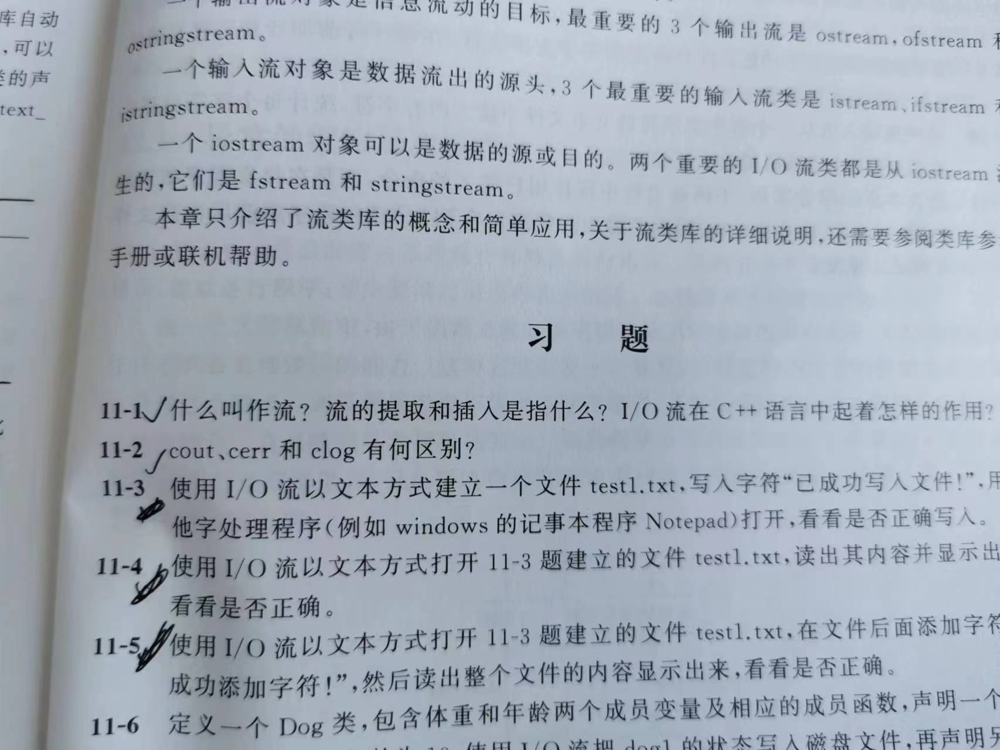 库自动
,可以
的声
text_
一个输出流对象是信息流动的目标,最重要的 3 个输出流是 ostream,ofstream
ostringstream。
一个输入流对象是数据流出的源头,3 个最重要的输入流类是 istream、ifstream
istringstream。
一个 iostream 对象可以是数据的源或目的。两个重要的 I/O 流类都是从 iostream
生的,它们是 fstream 和 stringstream。
本章只介绍了流类库的概念和简单应用,关于流类库的详细说明,还需要参阅类库参
手册或联机帮助。
习 题
11-1 什么叫作流? 流的提取和插入是指什么? I/O 流在 C++ 语言中起着怎样的作用?
11-2 cout、cerr 和 clog 有何区别?
11-3 使用 I/O 流以文本方式建立一个文件 test1.txt,写入字符“已成功写入文件!”,用
他字处理程序(例如 windows 的记事本程序 Notepad)打开,看看是否正确写入。
11-4 使用 I/O 流以文本方式打开 11-3 题建立的文件 test1.txt,读出其内容并显示出
看看是否正确。
11-5 使用 I/O 流以文本方式打开 11-3 题建立的文件 test1.txt,在文件后面添加字符
成功添加字符!”,然后读出整个文件的内容显示出来,看看是否正确。
11-6 定义一个 Dog 类,包含体重和年龄两个成员变量及相应的成员函数,声明一个
10,使用 I/O 流把 dog1 的状态写入磁盘文件,再声明另